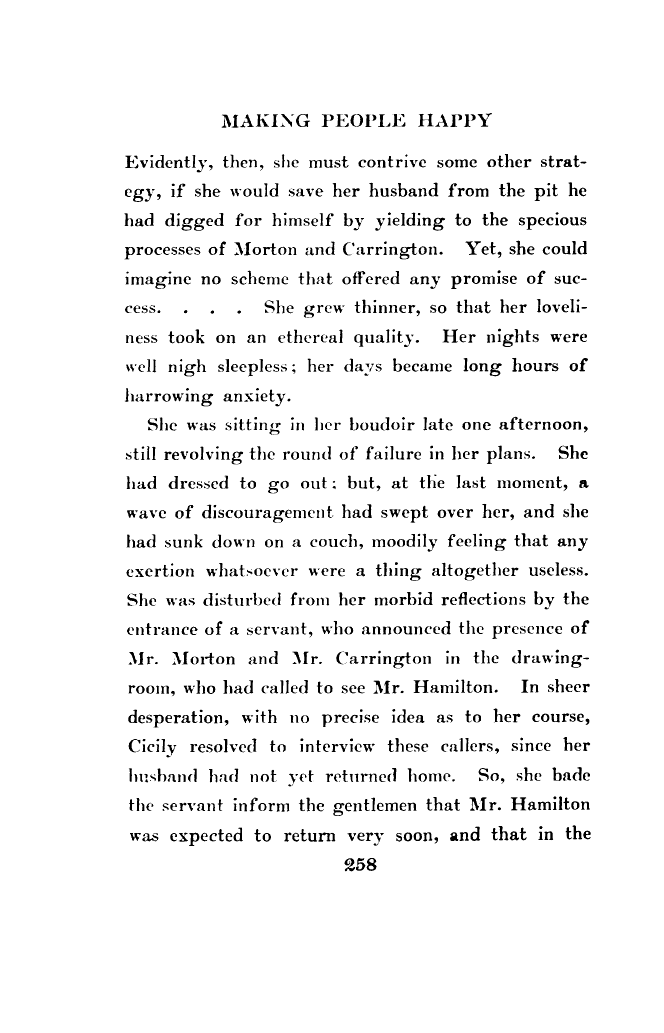 MAKING PEOPLE HAPPY
Evidently, then, she must contrive some other strat-
egy, if she would save her husband from the pit he
had digged for himself by yielding to the specious
processes of Morton and Carrington. Yet, she could
imagine no scheme that offered any promise of suc-
cess. . . . She grew thinner, so that her loveli-
ness took on an ethereal quality. Her nights were
well nigh sleepless; her days became long hours of
harrowing anxiety.
She was sitting in her boudoir late one afternoon,
still revolving the round of failure in her plans. She
had dressed to go out; but, at the last moment, a
wave of discouragement had swept over her, and she
had sunk down on a couch, moodily feeling that any
exertion whatsoever were a thing altogether useless.
She was disturbed from her morbid reflections by the
entrance of a servant, who announced the presence of
Mr. Morton and Mr. Carrington in the drawing-
room, who had called to see Mr. Hamilton. In sheer
desperation, with no precise idea as to her course,
Cicily resolved to interview these callers, since her
husband had not yet returned home. So, she bade
the servant inform the gentlemen that Mr. Hamilton
was expected to return very soon, and that in the
258